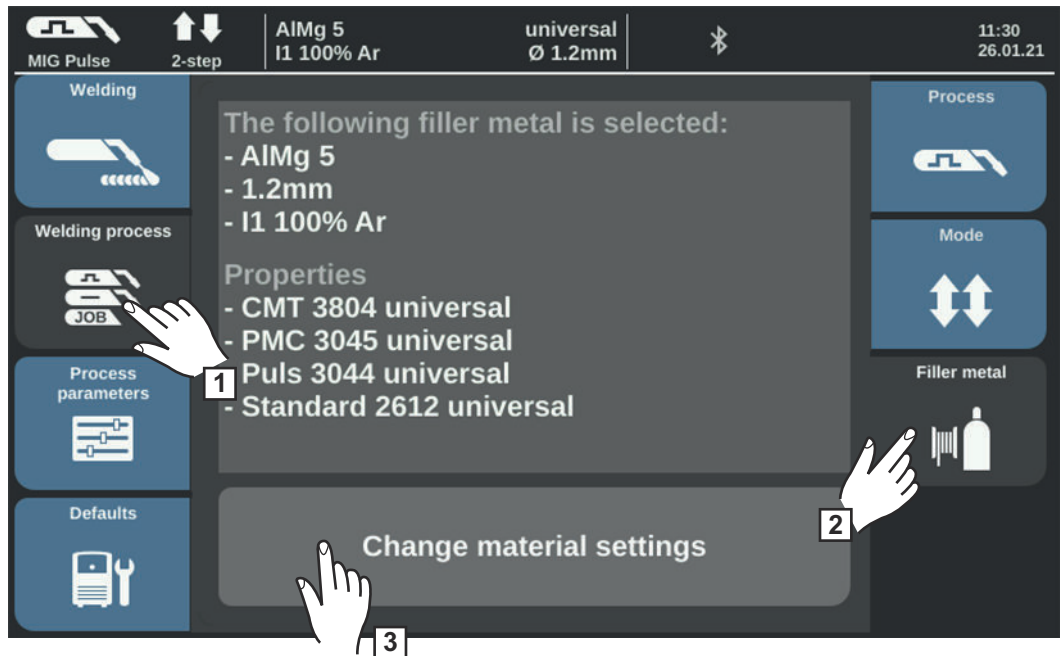 MIG Pulse
2-step
AlMg 5
I1 100% Ar
universal
Ø 1.2mm
11:30
26.01.21
Welding
Welding process
JOB
Process
parameters
Defaults
The following filler metal is selected:
- AlMg 5
- 1.2mm
- I1 100% Ar
Properties
- CMT 3804 universal
- PMC 3045 universal
- Puls 3044 universal
- Standard 2612 universal
Change material settings
Process
Mode
Filler metal
1
2
3